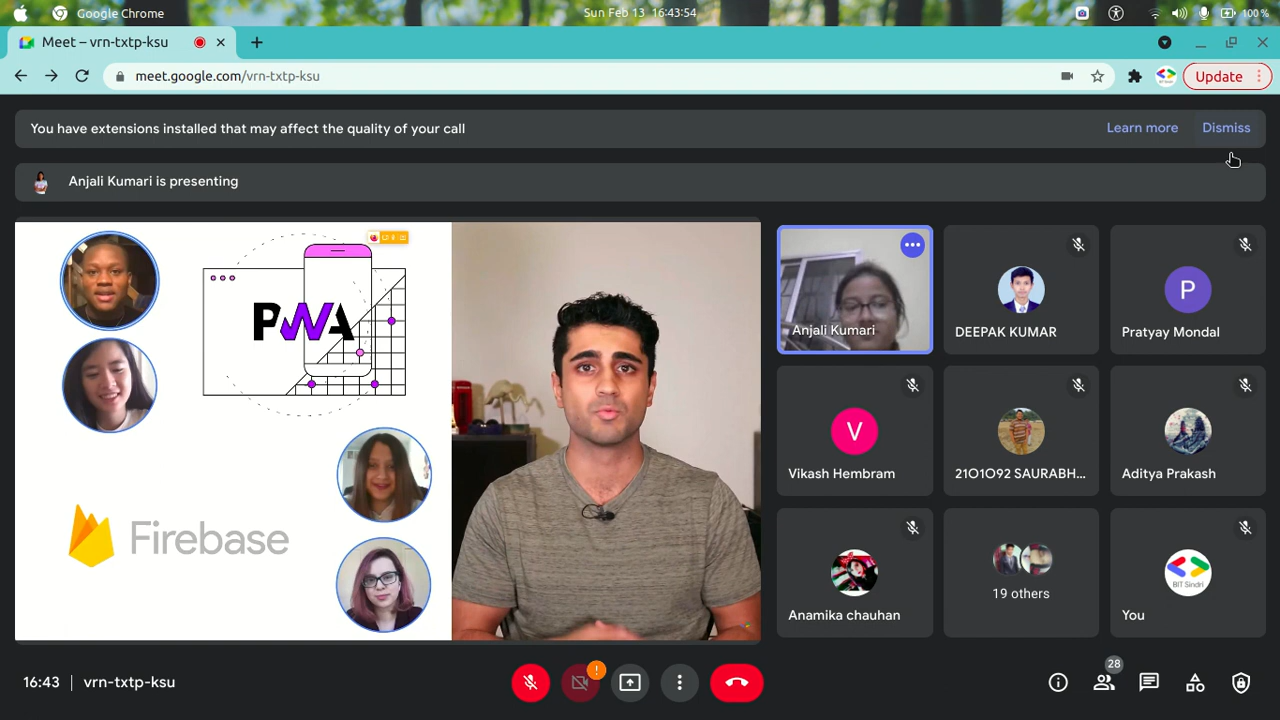 Google Chrome
Sun Feb 13 16:43:54
100 %
Meet – vrn-txtp-ksu
meet.google.com/vrn-txtp-ksu
Update
You have extensions installed that may affect the quality of your call
Learn more
Dismiss
Anjali Kumari is presenting
PWA
Firebase
Anjali Kumari
DEEPAK KUMAR
P
Pratyay Mondal
V
Vikash Hembram
21O1O92 SAURABH...
Aditya Prakash
Anamika chauhan
19 others
BIT Sindri
You
16:43
vrn-txtp-ksu
28